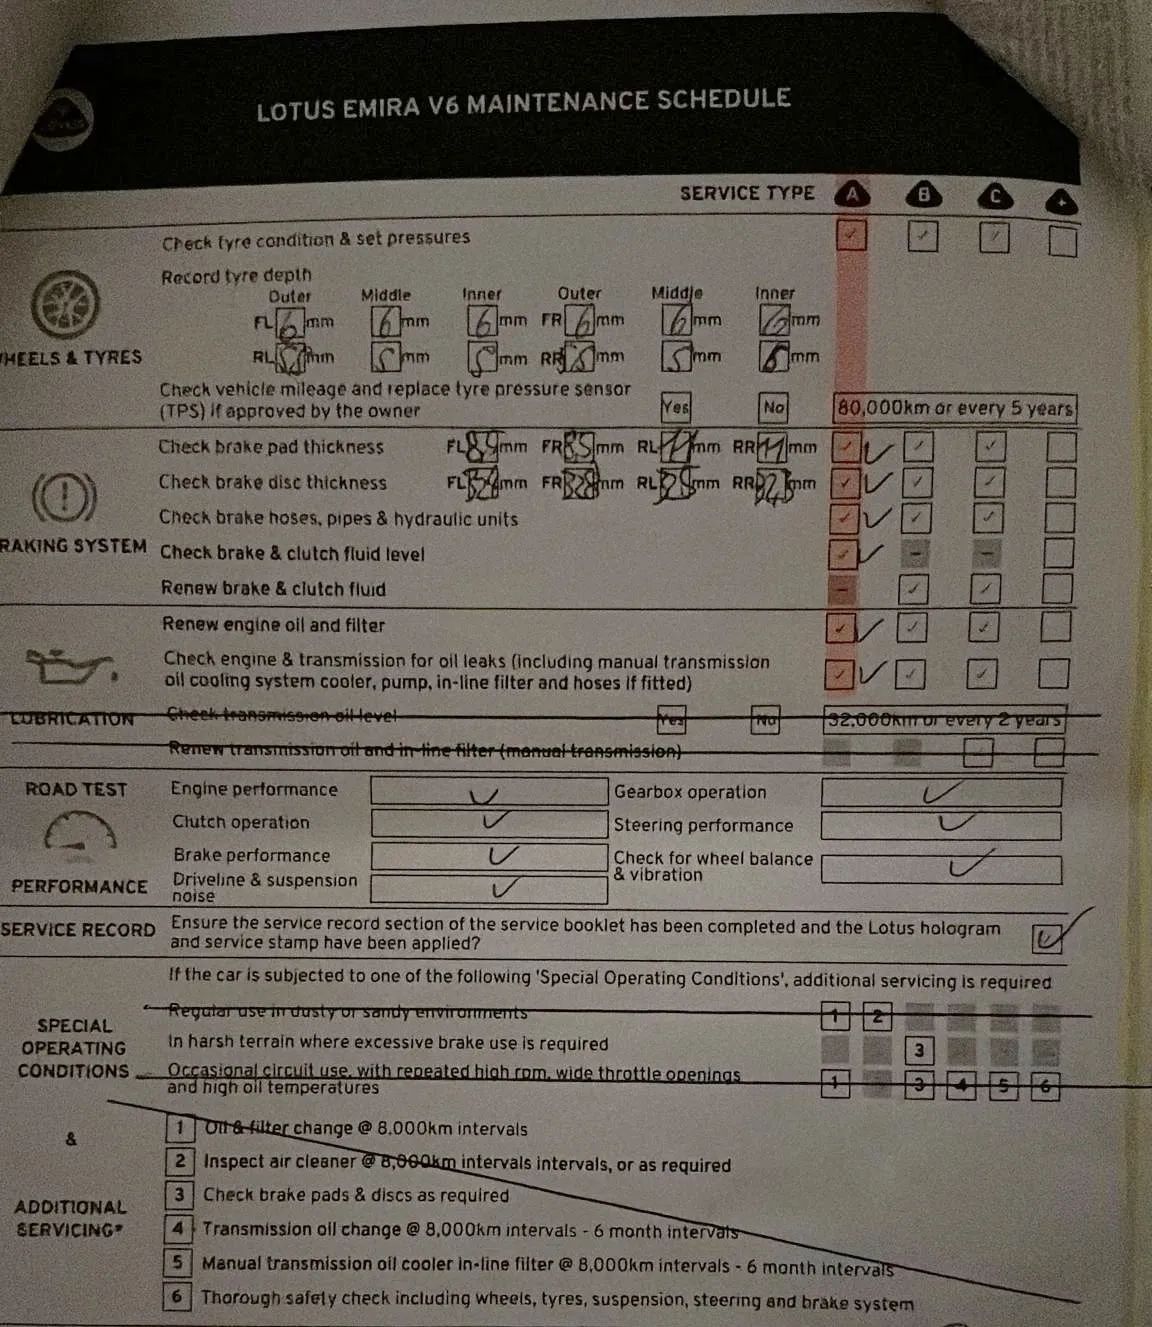 LOTUS EMIRA V6 MAINTENANCE SCHEDULE
SERVICE TYPE A B C +
Check tyre condition & set pressures ✓ ✓ ✓
Record tyre depth
Outer Middle Inner Outer Middle Inner
FL 6 mm 6 mm 6 mm FR 6 mm 6 mm 6 mm
RL 5 mm 5 mm 5 mm RR 5 mm 5 mm 5 mm
HEELS & TYRES
Check vehicle mileage and replace tyre pressure sensor
(TPS) if approved by the owner Yes No 80,000km or every 5 years
Check brake pad thickness FL mm FR mm RL 11 mm RR 11 mm ✓ ✓ ✓ ✓
Check brake disc thickness FL mm FR mm RL mm RR mm ✓ ✓ ✓ ✓
Check brake hoses, pipes & hydraulic units ✓ ✓ ✓ ✓
RAKING SYSTEM
Check brake & clutch fluid level ✓ ✓ - -
Renew brake & clutch fluid - ✓ ✓
Renew engine oil and filter ✓ ✓ ✓ ✓
Check engine & transmission for oil leaks (including manual transmission
oil cooling system cooler, pump, in-line filter and hoses if fitted) ✓ ✓ ✓ ✓
LUBRICATION
Check transmission oil level Yes No 32,000km or every 2 years
Renew transmission oil and in-line filter (manual transmission)
ROAD TEST
Engine performance ✓ Gearbox operation ✓
Clutch operation ✓ Steering performance ✓
Brake performance ✓ Check for wheel balance
& vibration ✓
PERFORMANCE
Driveline & suspension
noise ✓
SERVICE RECORD
Ensure the service record section of the service booklet has been completed and the Lotus hologram
and service stamp have been applied? ✓
If the car is subjected to one of the following 'Special Operating Conditions', additional servicing is required
SPECIAL
OPERATING
CONDITIONS
Regular use in dusty or sandy environments 1 2
In harsh terrain where excessive brake use is required 3
Occasional circuit use, with repeated high rpm, wide throttle openings
and high oil temperatures 1 3 4 5 6
&
ADDITIONAL
SERVICING*
1 Oil & filter change @ 8,000km intervals
2 Inspect air cleaner @ 8,000km intervals intervals, or as required
3 Check brake pads & discs as required
4 Transmission oil change @ 8,000km intervals - 6 month intervals
5 Manual transmission oil cooler in-line filter @ 8,000km intervals - 6 month intervals
6 Thorough safety check including wheels, tyres, suspension, steering and brake system